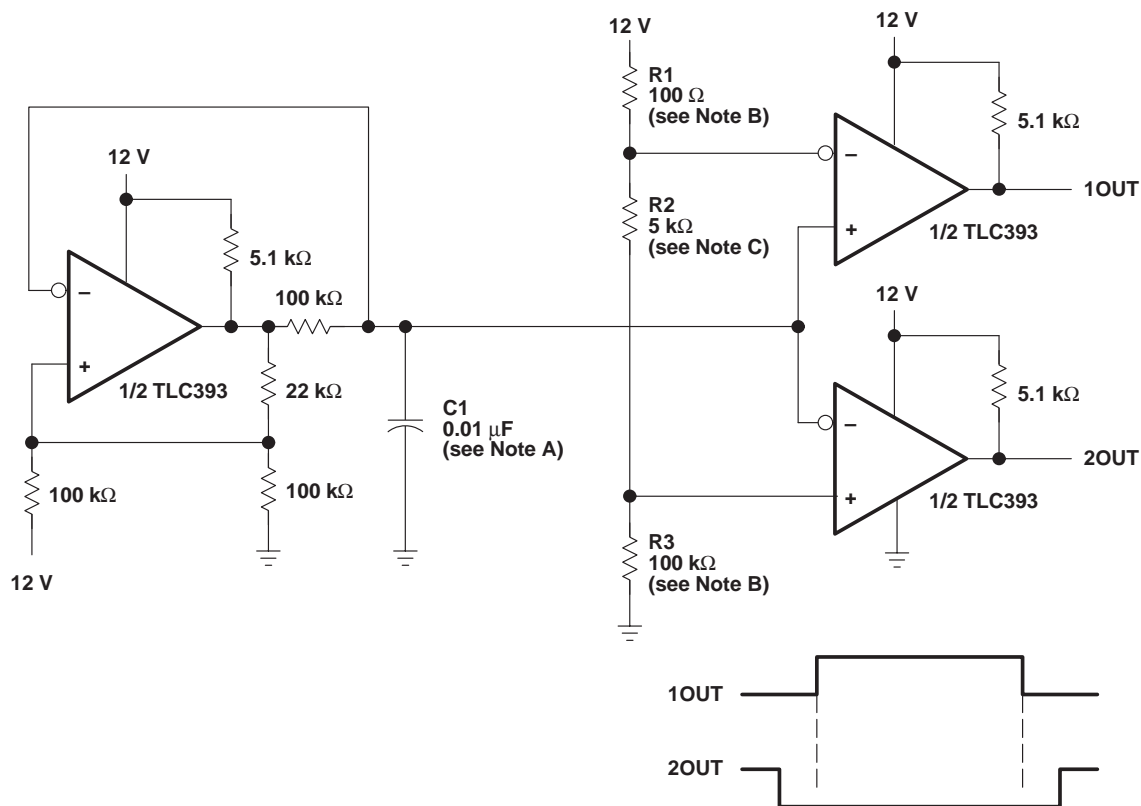 12 V
5.1 kΩ
–
+
1/2 TLC393
100 kΩ
22 kΩ
100 kΩ
100 kΩ
12 V
C1
0.01 μF
(see Note A)
12 V
R1
100 Ω
(see Note B)
R2
5 kΩ
(see Note C)
R3
100 kΩ
(see Note B)
12 V
5.1 kΩ
–
+
1/2 TLC393
1OUT
12 V
5.1 kΩ
–
+
1/2 TLC393
2OUT
1OUT
2OUT